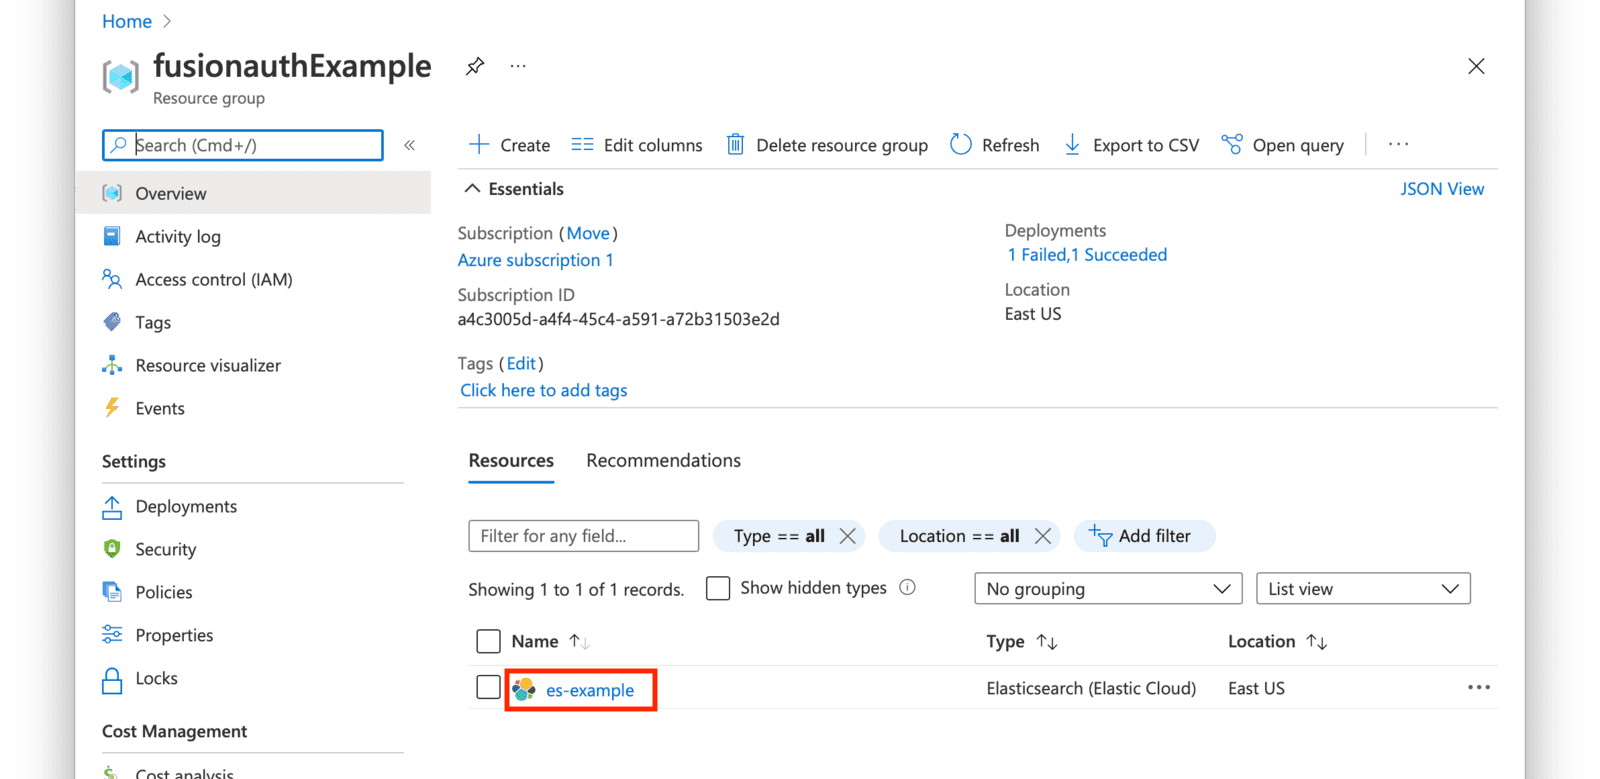 Home
fusionauthExample
Resource group
Search (Cmd+/)
Overview
Activity log
Access control (IAM)
Tags
Resource visualizer
Events
Settings
Deployments
Security
Policies
Properties
Locks
Cost Management
Cost analysis
Create Edit columns Delete resource group Refresh Export to CSV Open query
Essentials JSON View
Subscription (Move)
Azure subscription 1
Subscription ID
a4c3005d-a4f4-45c4-a591-a72b31503e2d
Deployments
1 Failed,1 Succeeded
Location
East US
Tags (Edit)
Click here to add tags
Resources Recommendations
Filter for any field... Type == all Location == all Add filter
Showing 1 to 1 of 1 records. Show hidden types No grouping List view
Name Type Location
es-example Elasticsearch (Elastic Cloud) East US